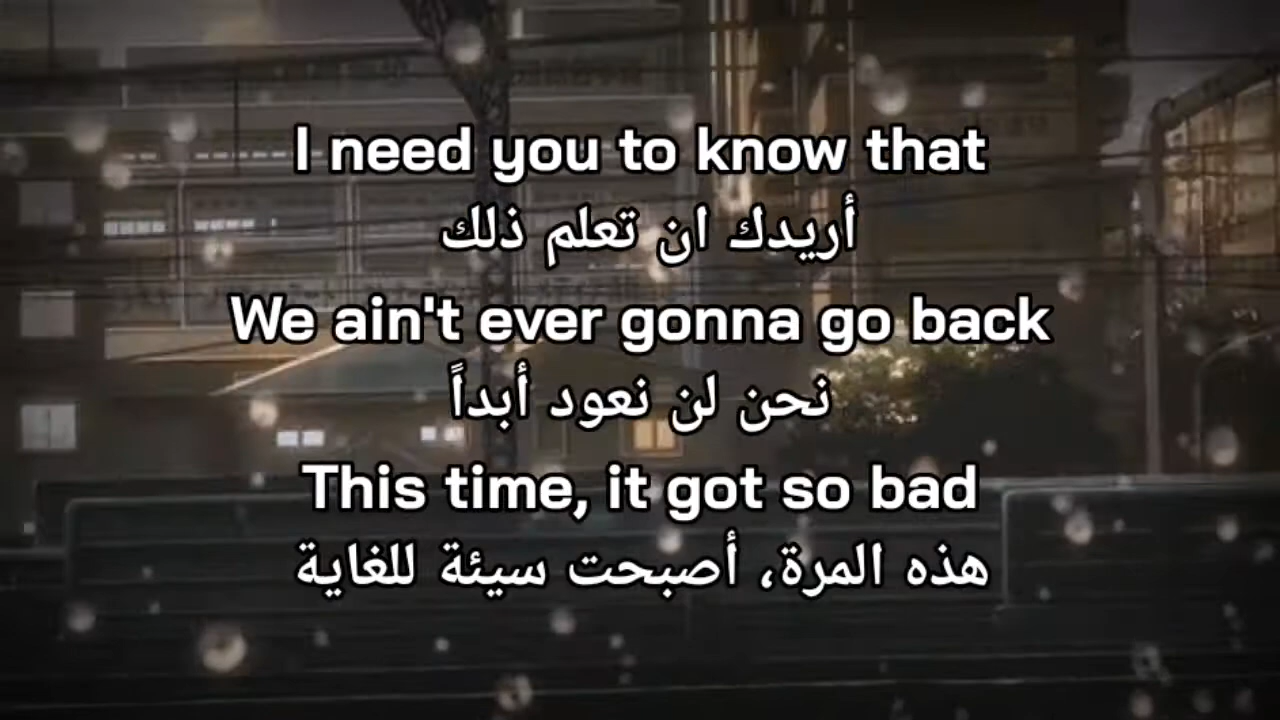 I need you to know that
أريدك ان تعلم ذلك
We ain't ever gonna go back
نحن لن نعود أبداً
This time, it got so bad
هذه المرة، أصبحت سيئة للغاية